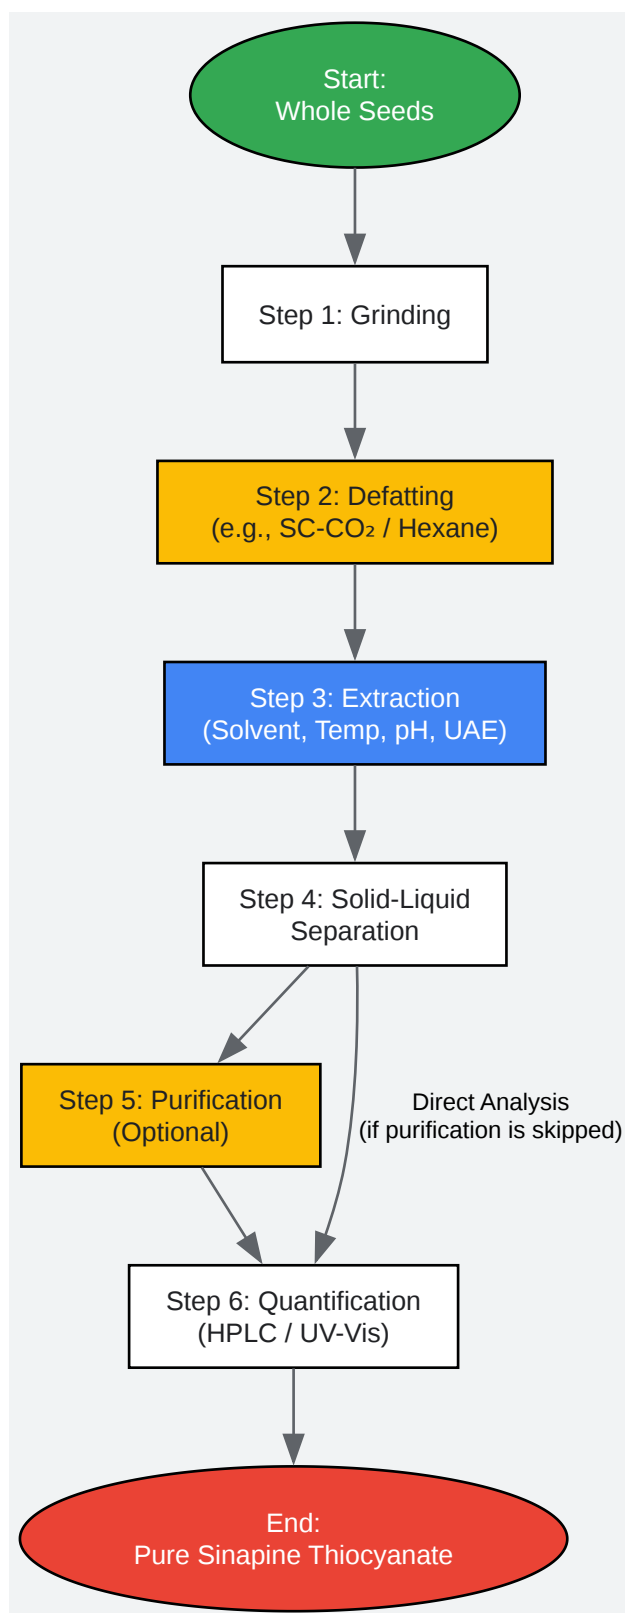 Start:
Whole Seeds
Step 1: Grinding
Step 2: Defatting
(e.g., SC-CO₂ / Hexane)
Step 3: Extraction
(Solvent, Temp, pH, UAE)
Step 4: Solid-Liquid
Separation
Step 5: Purification
(Optional)
Direct Analysis
(if purification is skipped)
Step 6: Quantification
(HPLC / UV-Vis)
End:
Pure Sinapine Thiocyanate